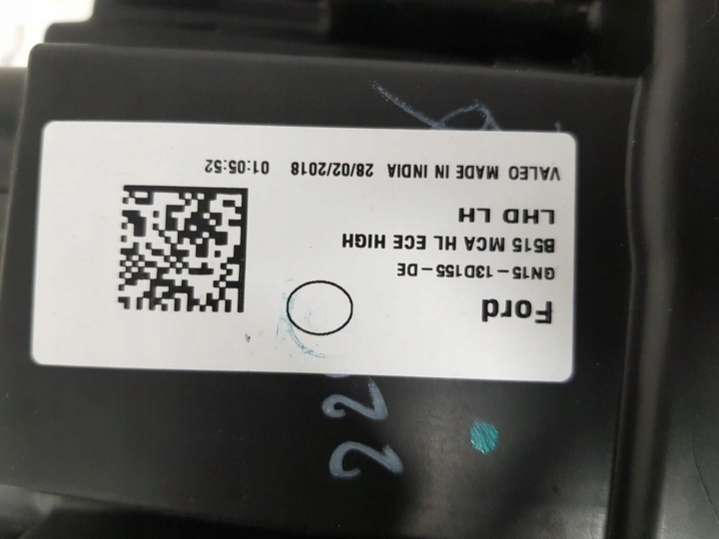 Ford
GN15-13D155-DE
B515 MCA HL ECE HIGH
LHD LH
VALEO MADE IN INDIA 28/02/2018 01:05:52